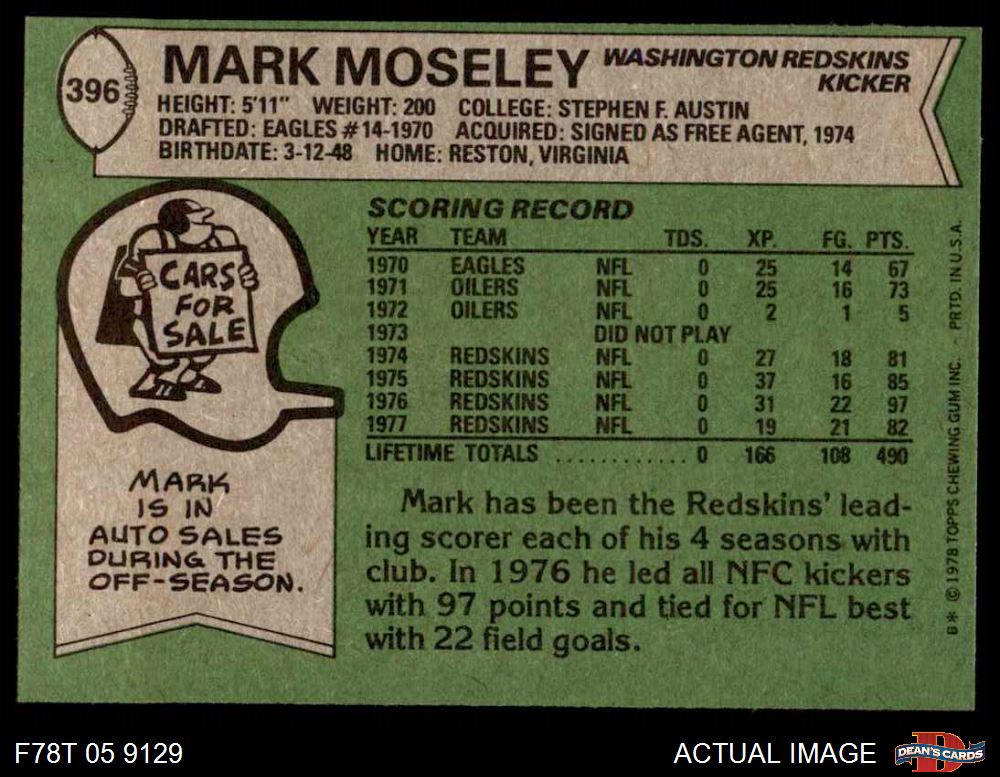 396
MARK MOSELEY
WASHINGTON REDSKINS
KICKER
HEIGHT: 5'11" WEIGHT: 200 COLLEGE: STEPHEN F. AUSTIN
DRAFTED: EAGLES #14-1970 ACQUIRED: SIGNED AS FREE AGENT, 1974
BIRTHDATE: 3-12-48 HOME: RESTON, VIRGINIA
CARS
FOR
SALE
MARK
IS IN
AUTO SALES
DURING THE
OFF-SEASON.
SCORING RECORD
YEAR TEAM TDS. XP. FG. PTS.
1970 EAGLES NFL 0 25 14 67
1971 OILERS NFL 0 25 16 73
1972 OILERS NFL 0 2 1 5
1973 DID NOT PLAY
1974 REDSKINS NFL 0 27 18 81
1975 REDSKINS NFL 0 37 16 85
1976 REDSKINS NFL 0 31 22 97
1977 REDSKINS NFL 0 19 21 82
LIFETIME TOTALS ............ 0 166 108 490
Mark has been the Redskins' lead-
ing scorer each of his 4 seasons with
club. In 1976 he led all NFC kickers
with 97 points and tied for NFL best
with 22 field goals.
B* © 1978 TOPPS CHEWING GUM INC. - PRTD. IN U.S.A.
F78T 05 9129
ACTUAL IMAGE
D
DEAN'S CARDS